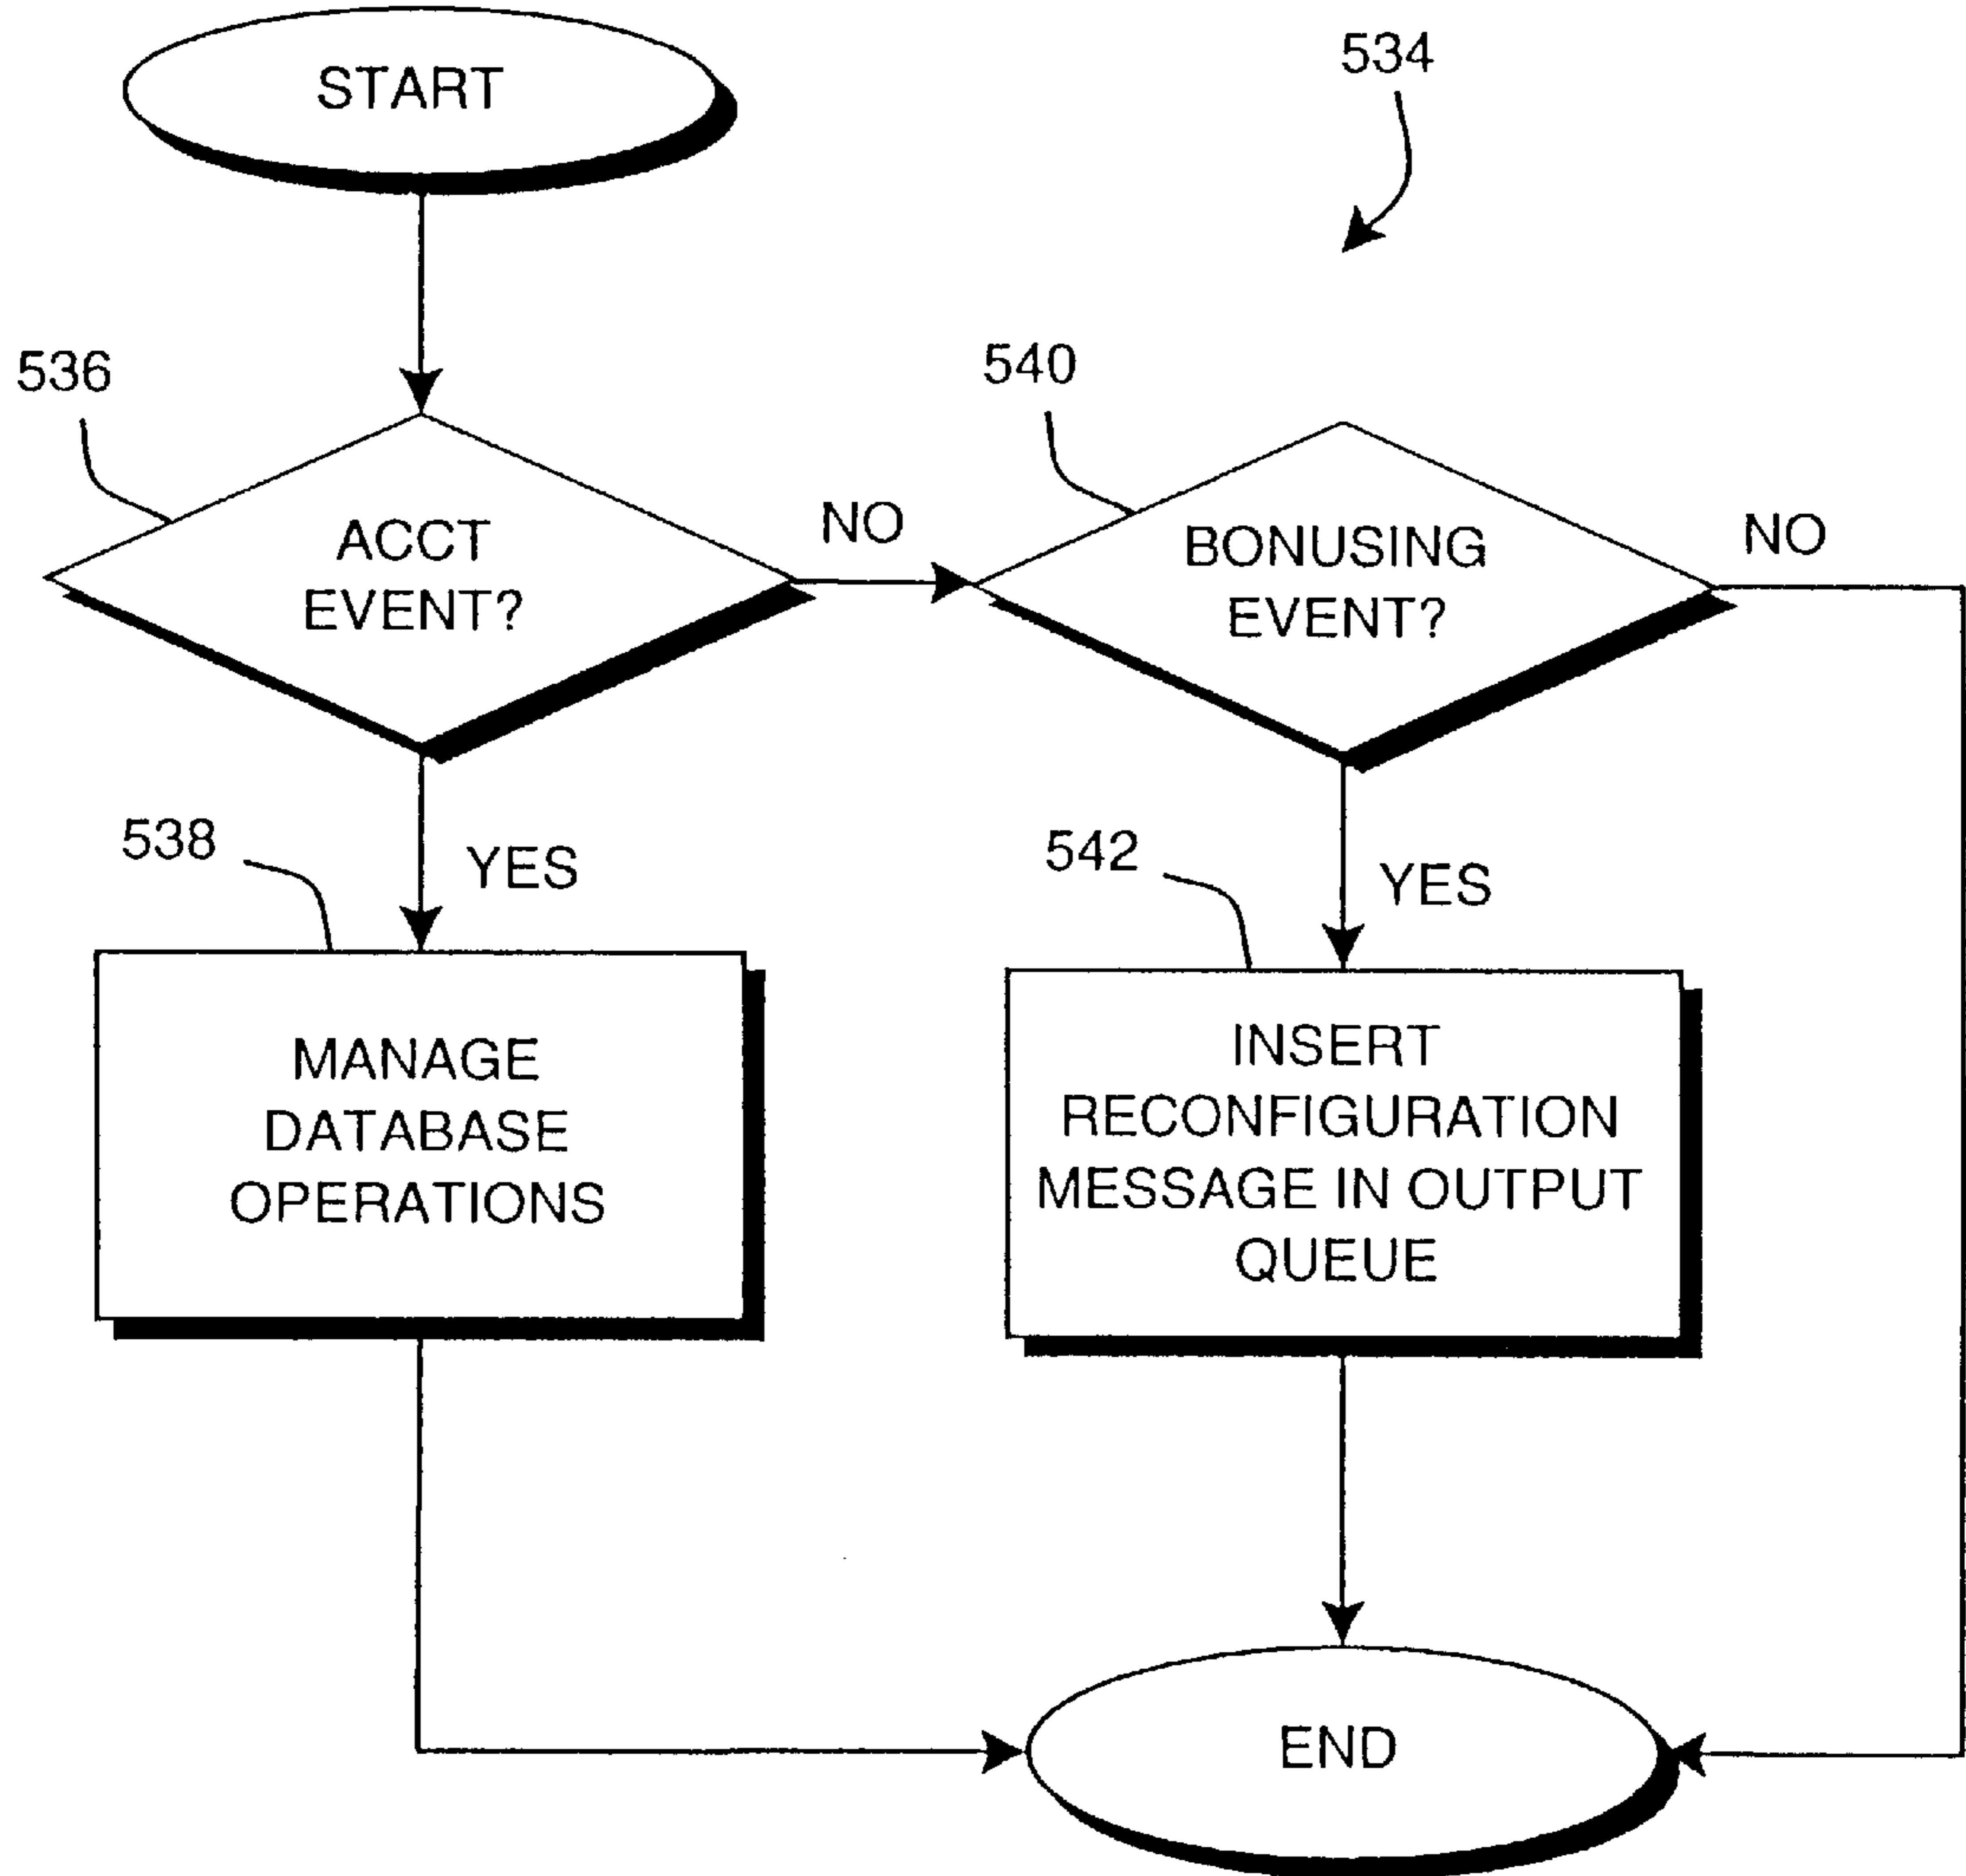 START
534
536
ACCT
EVENT?
NO
540
BONUSING
EVENT?
NO
538
YES
542
YES
MANAGE
DATABASE
OPERATIONS
INSERT
RECONFIGURATION
MESSAGE IN OUTPUT
QUEUE
END